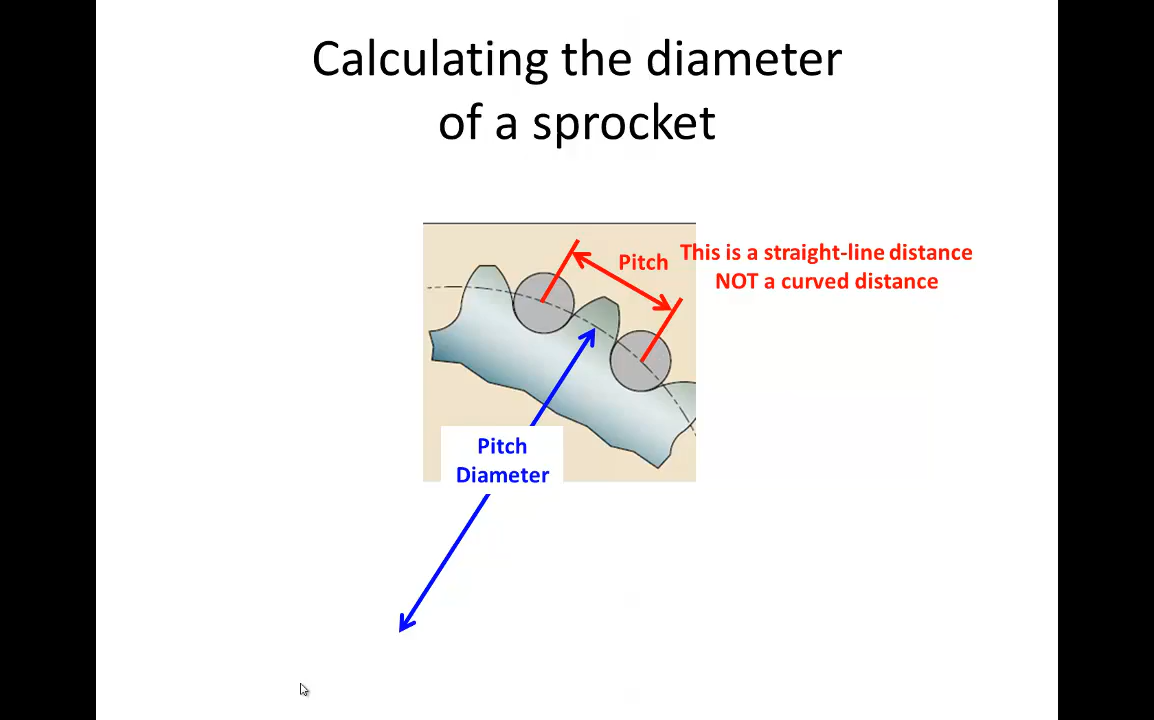 Calculating the diameter
of a sprocket
Pitch
This is a straight-line distance
NOT a curved distance
Pitch
Diameter